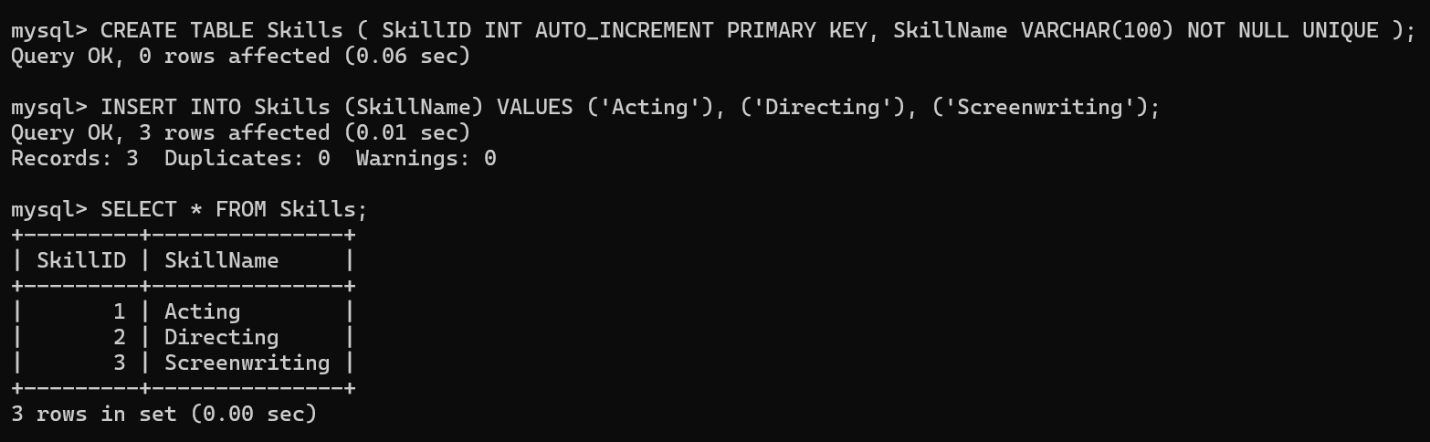 mysql> CREATE TABLE Skills ( SkillID INT AUTO_INCREMENT PRIMARY KEY, SkillName VARCHAR(100) NOT NULL UNIQUE );
Query OK, 0 rows affected (0.06 sec)

mysql> INSERT INTO Skills (SkillName) VALUES ('Acting'), ('Directing'), ('Screenwriting');
Query OK, 3 rows affected (0.01 sec)
Records: 3  Duplicates: 0  Warnings: 0

mysql> SELECT * FROM Skills;
+---------+---------------+
| SkillID | SkillName     |
+---------+---------------+
|       1 | Acting        |
|       2 | Directing     |
|       3 | Screenwriting |
+---------+---------------+
3 rows in set (0.00 sec)